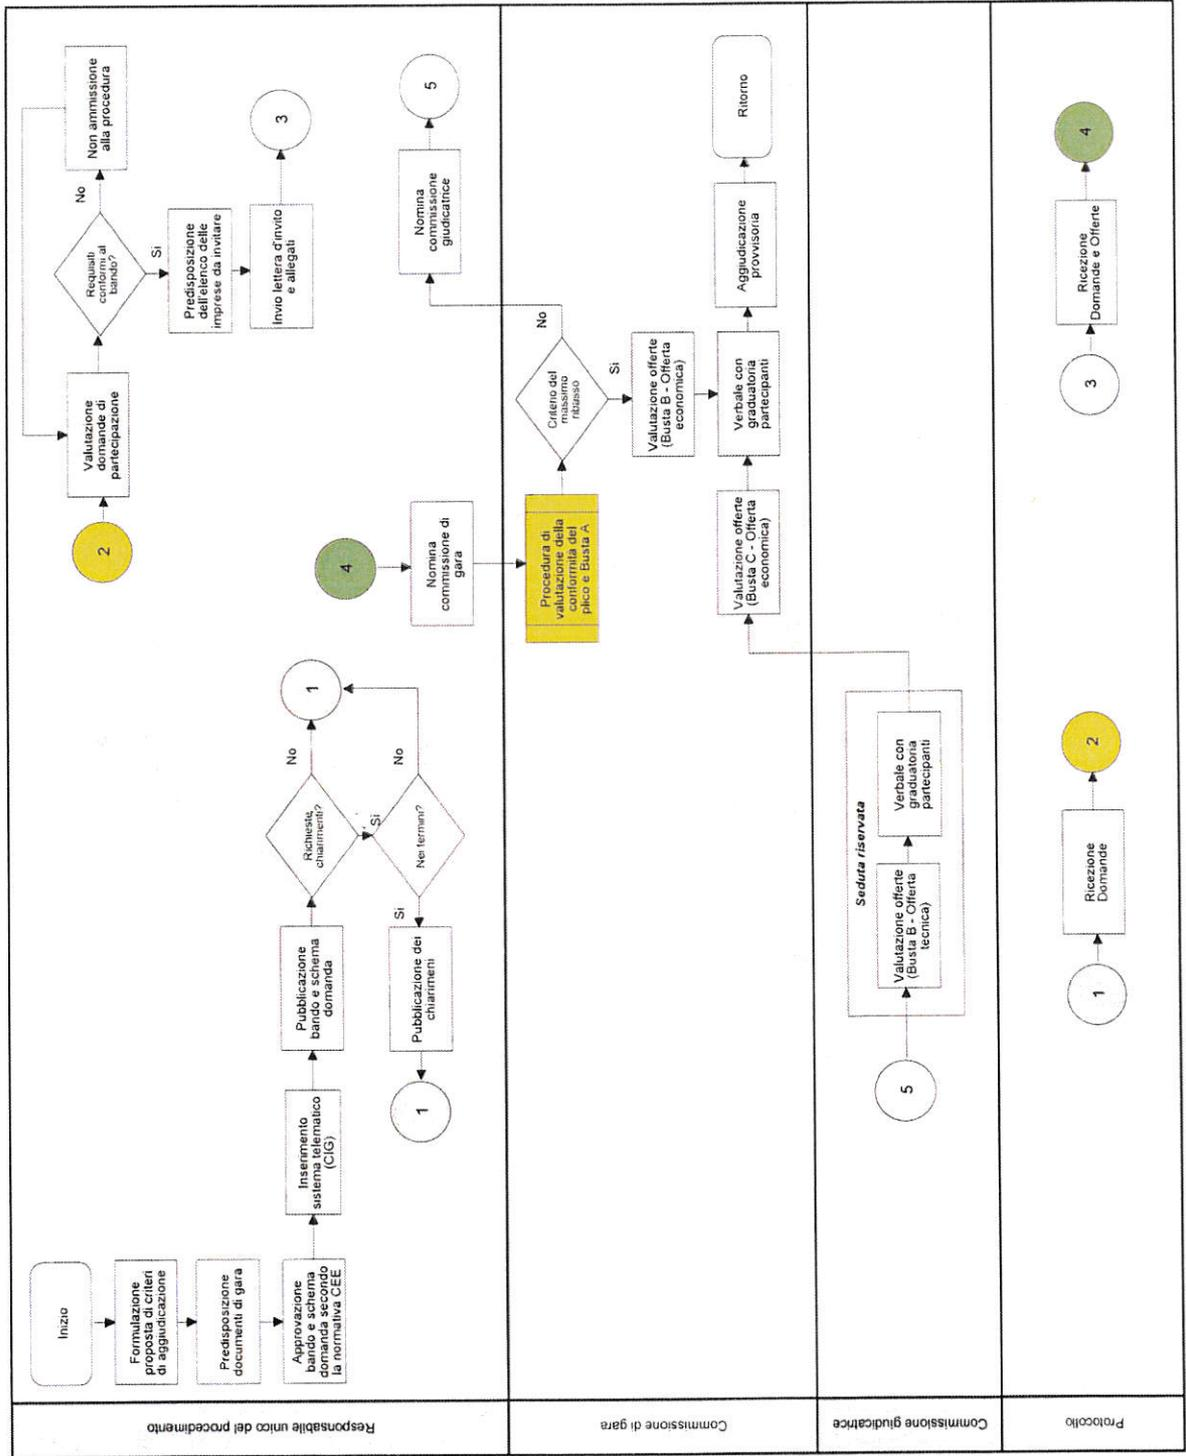 Responsabile unico del procedimento
Inizio
Formulazione
proposta di criteri
di aggiudicazione
Predisposizione
documenti di gara
Approvazione
bando e schema
domanda secondo
la normativa CEE
Inserimento
sistema telematico
(CIG)
Pubblicazione
bando e schema
domanda
Richieste
chiarimenti?
No
1
Si
Nei termini?
No
Si
Pubblicazione dei
chiarimeni
1
2
Valutazione
domande di
partecipazione
Requisiti
conformi al
bando?
No
Non ammissione
alla procedura
Si
Predisposizione
dell'elenco delle
imprese da invitare
Invio lettera d'invito
e allegati
3
4
Nomina
commissione di
gara
Nomina
commissione
giudicatrice
5
Commissione di gara
Procedura di
valutazione della
conformità del
plico e Busta A
Criterio del
massimo
ribasso
No
Si
Valutazione offerte
(Busta B - Offerta
economica)
Valutazione offerte
(Busta C - Offerta
economica)
Verbale con
graduatoria
partecipanti
Aggiudicazione
provvisoria
Ritorno
Commissione giudicatrice
5
Seduta riservata
Valutazione offerte
(Busta B - Offerta
tecnica)
Verbale con
graduatoria
partecipanti
Protocollo
1
Ricezione
Domande
2
3
Ricezione
Domande e Offerte
4